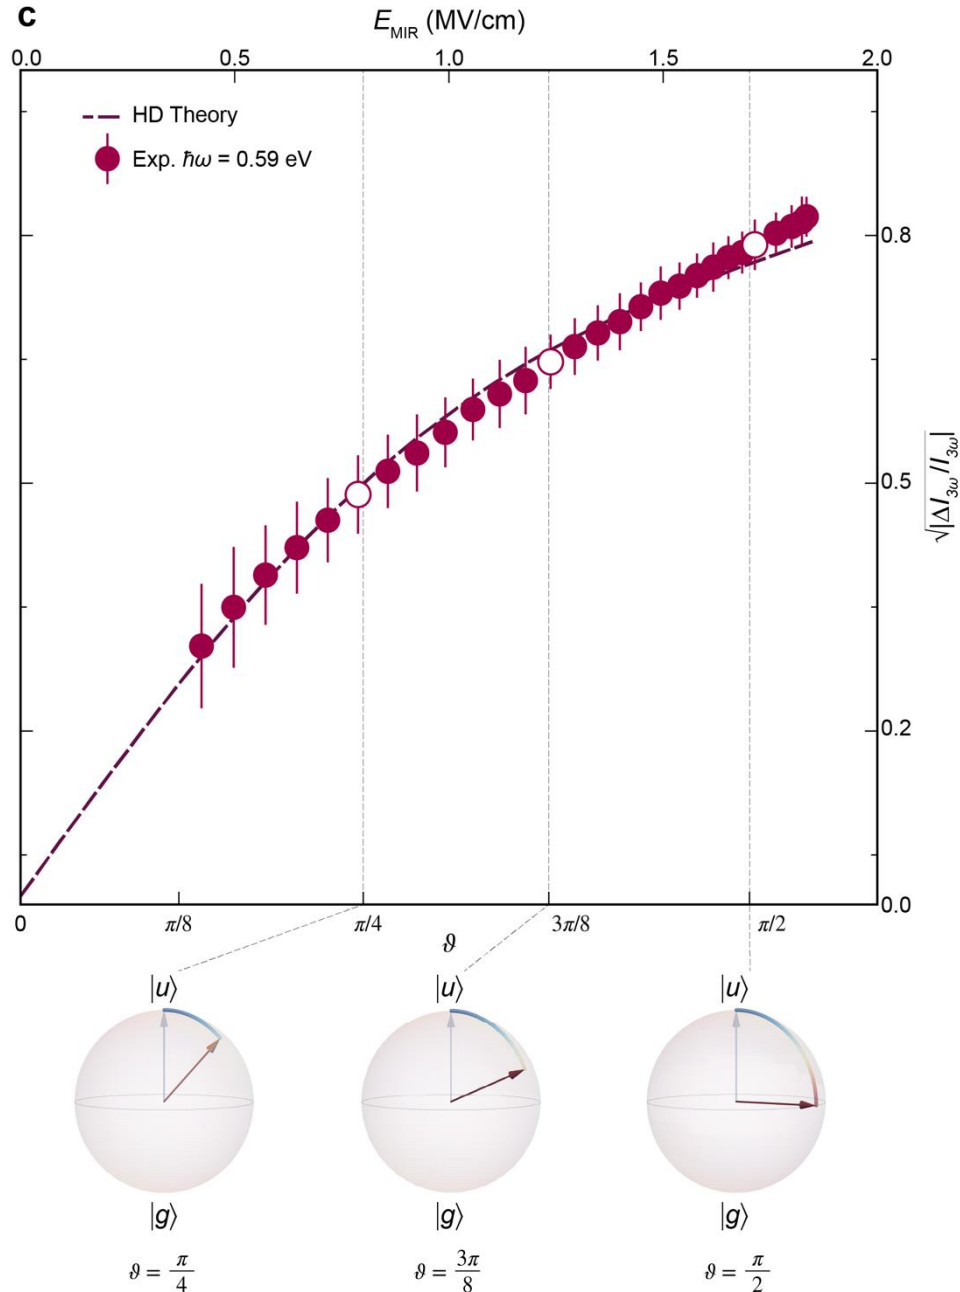 c
E_MIR (MV/cm)
0.0 0.5 1.0 1.5 2.0
HD Theory
Exp. ℏω = 0.59 eV
0.8
0.5
0.2
0.0
√|ΔI_3ω/I_3ω|
0 π/8 π/4 3π/8 π/2
ϑ
|u⟩ |u⟩ |u⟩
|g⟩ |g⟩ |g⟩
ϑ = π/4 ϑ = 3π/8 ϑ = π/2